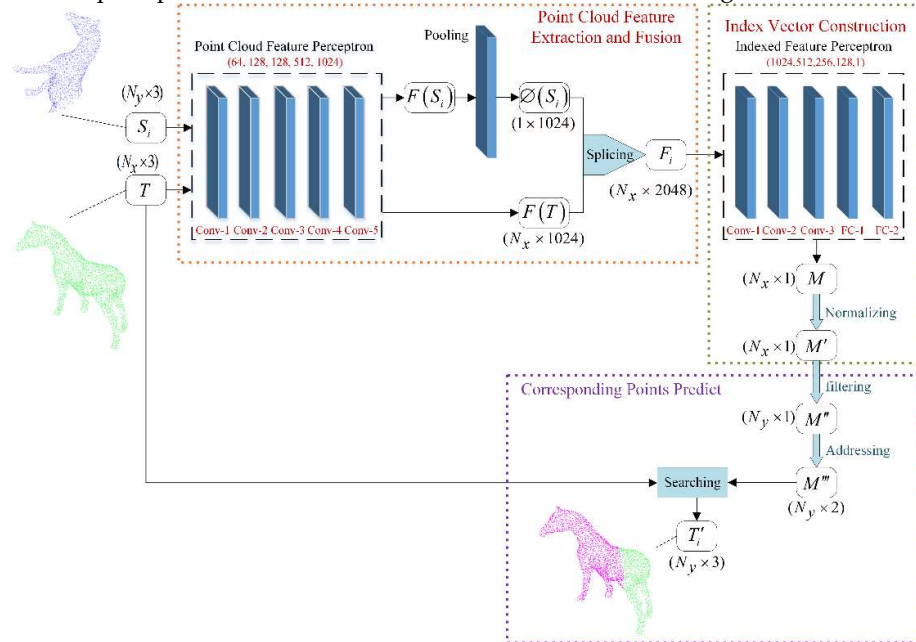 Point Cloud Feature
Extraction and Fusion
Index Vector Construction
Point Cloud Feature Perceptron
(64, 128, 128, 512, 1024)
Pooling
Indexed Feature Perceptron
(1024,512,256,128,1)
(N_y×3)
S_i
F(S_i)
∅(S_i)
(1×1024)
Splicing
F_i
(N_x×2048)
(N_x×3)
T
F(T)
(N_x×1024)
Conv-1 Conv-2 Conv-3 Conv-4 Conv-5
Conv-1 Conv-2 Conv-3 FC-1 FC-2
(N_x×1) M
Normalizing
(N_x×1) M′
Corresponding Points Predict
filtering
(N_y×1) M″
Addressing
Searching
M‴
(N_y×2)
T′_i
(N_y×3)